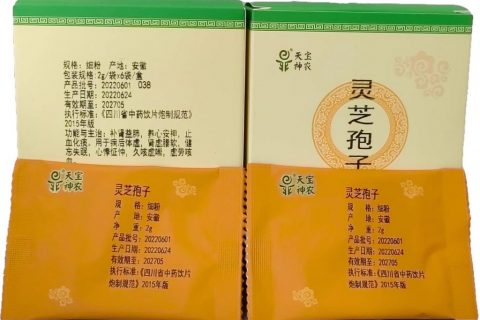 规格: 细粉 产地: 安徽
包装规格: 2g/袋x6袋/盒
产品批号: 20220601 038
生产日期: 20220624
有效期至: 202705
执行标准: 《四川省中药饮片炮制规范》
2015年版
功能与主治: 补肾益肺, 养心安神, 止
血化痰。用于病后体虚, 肾虚腰软, 健
忘失眠, 心悸怔忡, 久咳虚喘, 虚劳咳
天宝
神农
灵芝孢子
规 格: 细粉
产 地: 安徽
净 重: 2g
产品批号: 20220601
生产日期: 20220624
有效期至: 202705
执行标准: 《四川省中药饮片
炮制规范》2015年版
天宝
神农
灵芝孢子
天宝
神农
灵芝孢子
规 格: 细粉
产 地: 安徽
净 重: 2g
产品批号: 20220601
生产日期: 20220624
有效期至: 202705
执行标准: 《四川省中药饮片
炮制规范》2015年版